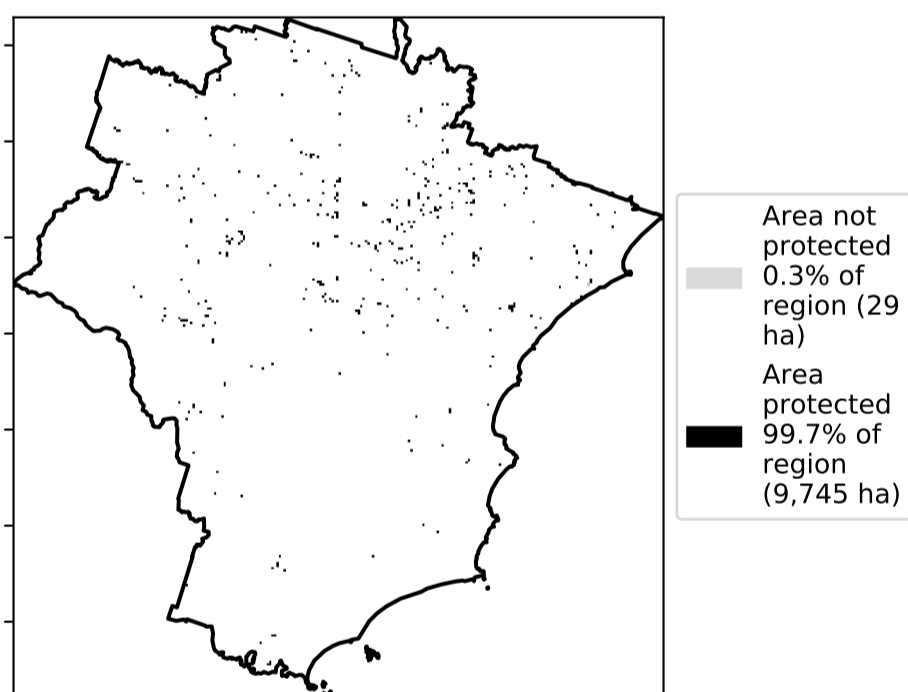 Area not
protected
0.3% of
region (29
ha)
Area
protected
99.7% of
region
(9,745 ha)